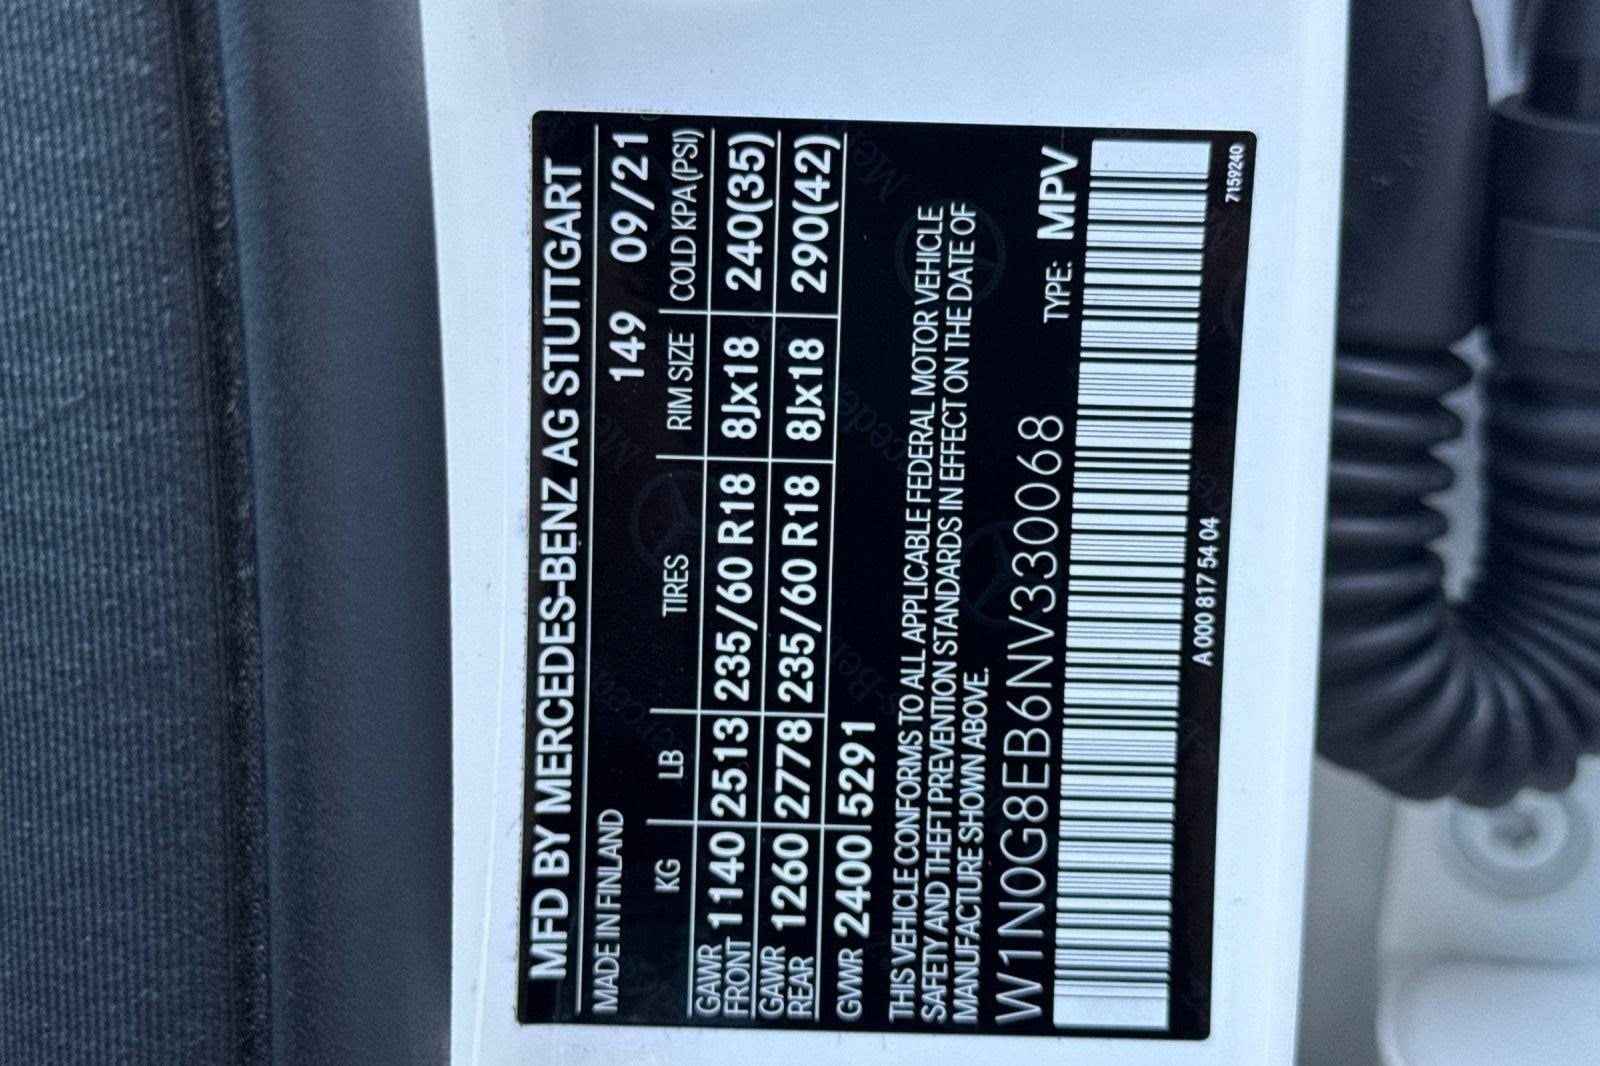 MFD BY MERCEDES-BENZ AG STUTTGART
MADE IN FINLAND 149 09/21
KG LB TIRES RIM SIZE COLD KPA(PSI)
GAWR FRONT 1140 2513 235/60 R18 8Jx18 240(35)
GAWR REAR 1260 2778 235/60 R18 8Jx18 290(42)
GVWR 2400 5291
THIS VEHICLE CONFORMS TO ALL APPLICABLE FEDERAL MOTOR VEHICLE
SAFETY AND THEFT PREVENTION STANDARDS IN EFFECT ON THE DATE OF
MANUFACTURE SHOWN ABOVE.
W1N0G8EB6NV330068 TYPE: MPV
A 000 817 54 04 7159240